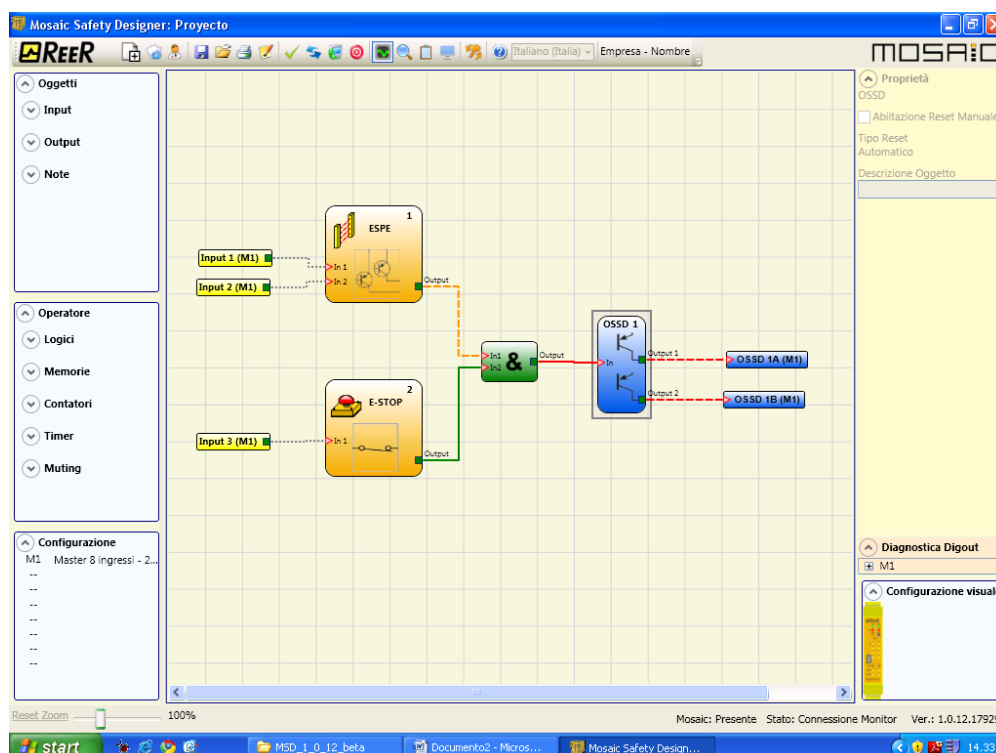 Mosaic Safety Designer: Proyecto
REER
Italiano (Italia)
Empresa - Nombre
MOSAIC
Oggetti
Input
Output
Note
Operatore
Logici
Memorie
Contatori
Timer
Muting
Configurazione
M1 Master 8 ingressi - 2...
--
--
--
--
--
--
--
Input 1 (M1)
Input 2 (M1)
1
ESPE
In 1
In 2
Output
Input 3 (M1)
2
E-STOP
In 1
Output
In1
In2
&
Output
OSSD 1
In
Output 1
Output 2
OSSD 1A (M1)
OSSD 1B (M1)
Proprietà
OSSD
Abilitazione Reset Manuale
Tipo Reset
Automatico
Descrizione Oggetto
Diagnostica Digout
M1
Configurazione visuale
Reset Zoom
100%
Mosaic: Presente Stato: Connessione Monitor Ver.: 1.0.12.17929
start
MSD_1_0_12_beta
Documento2 - Micros...
Mosaic Safety Design...
14.38